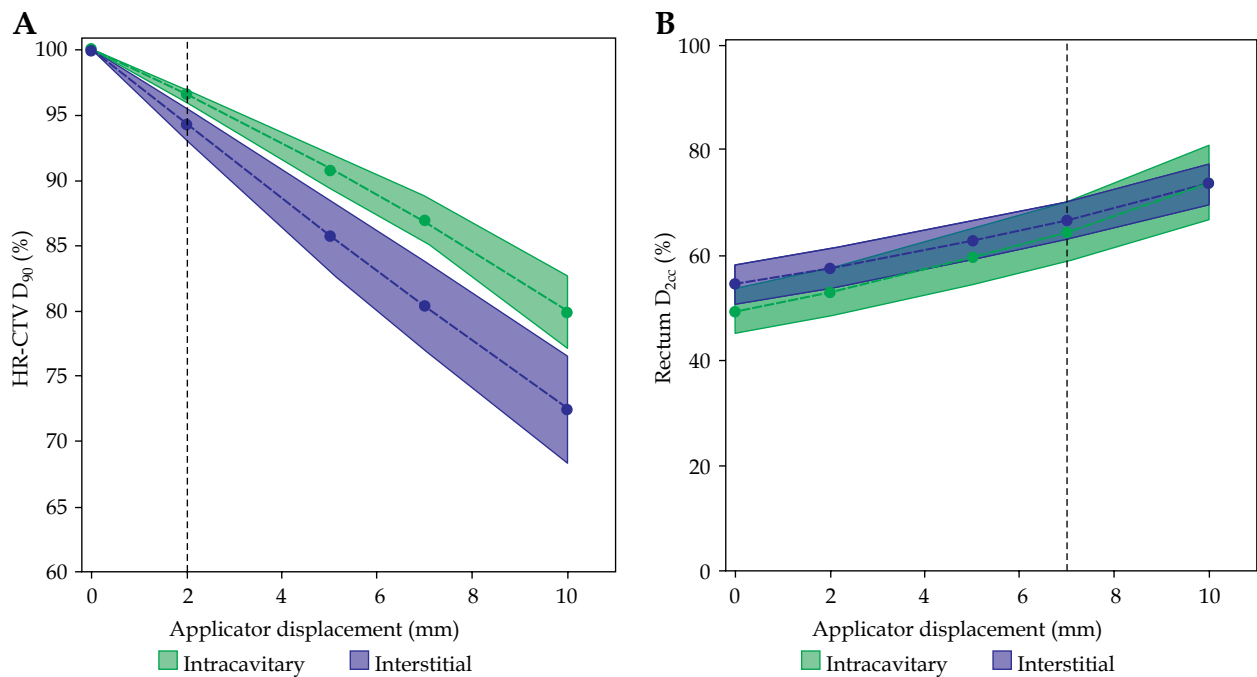 A
HR-CTV D90 (%)
100
95
90
85
80
75
70
65
60
0 2 4 6 8 10
Applicator displacement (mm)
Intracavitary Interstitial
B
Rectum D2cc (%)
100
80
60
40
20
0
0 2 4 6 8 10
Applicator displacement (mm)
Intracavitary Interstitial